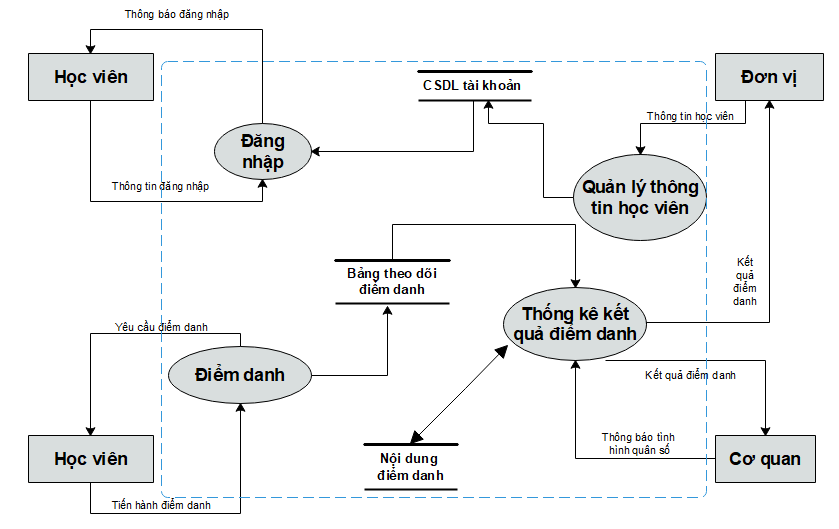 Thông báo đăng nhập
Học viên
CSDL tài khoản
Đơn vị
Thông tin học viên
Đăng
nhập
Thông tin đăng nhập
Quản lý thông
tin học viên
Bảng theo dõi
điểm danh
Kết
quả
điểm
danh
Thống kê kết
quả điểm danh
Yêu cầu điểm danh
Điểm danh
Kết quả điểm danh
Thông báo tình
hình quân số
Học viên
Nội dung
điểm danh
Cơ quan
Tiến hành điểm danh